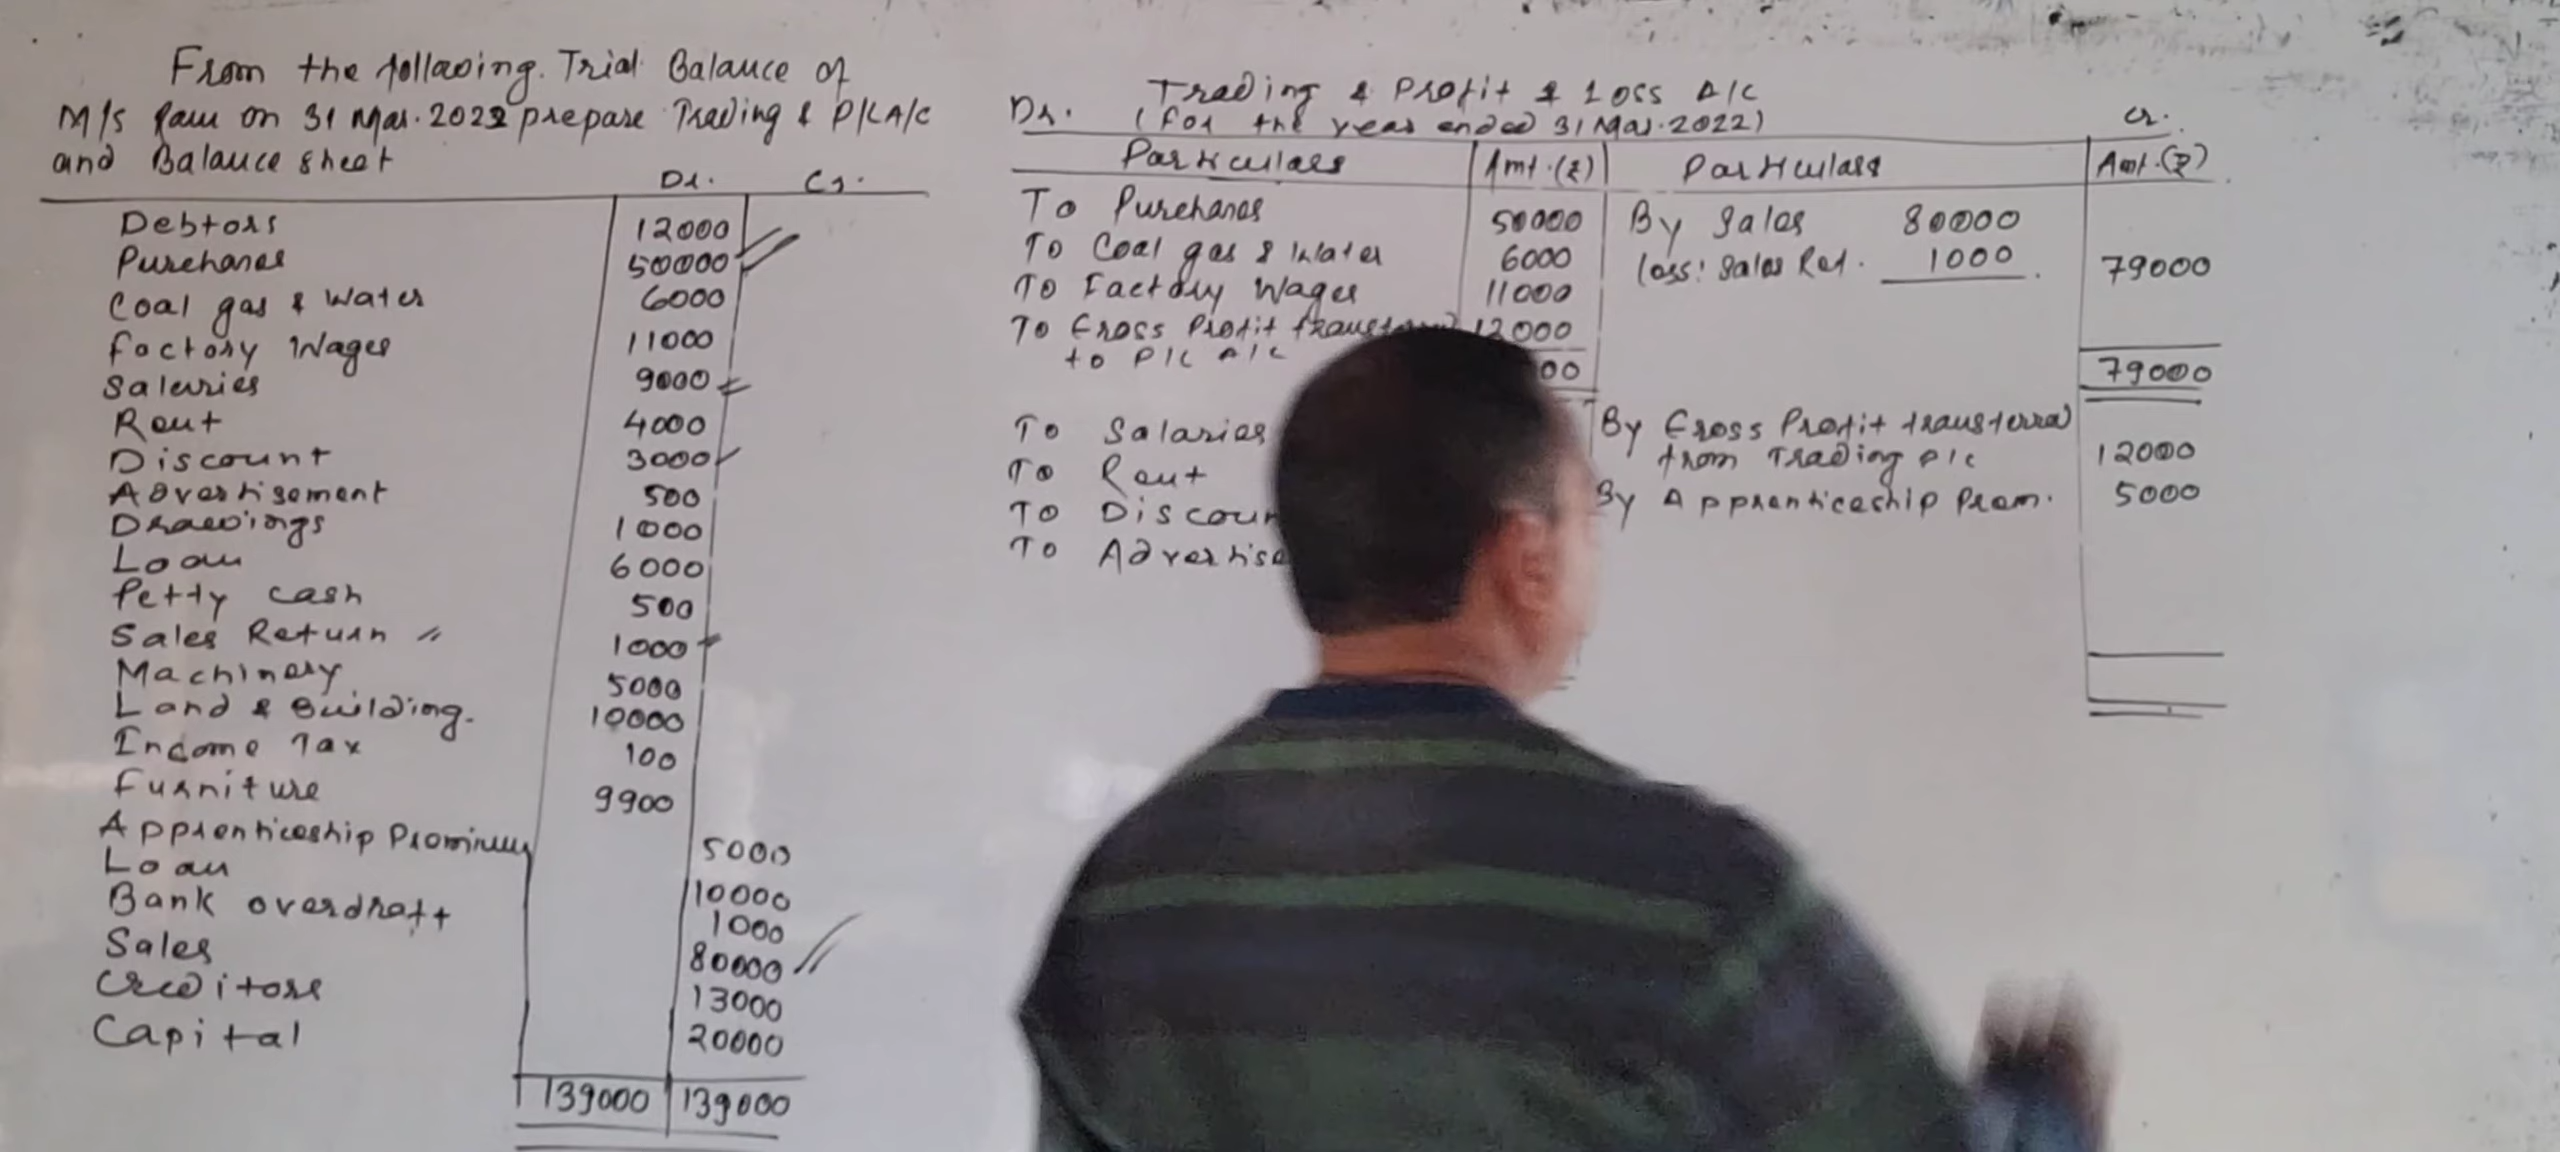 From the following Trial Balance of
M/s Ram on 31 Mar. 2022 prepare Trading & P/L A/c
and Balance sheet
Dr. Cr.
Debtors 12000
Purchases 50000
Coal gas & Water 6000
Factory Wages 11000
Salaries 9000
Rent 4000
Discount 3000
Advertisement 500
Drawings 1000
Loan 6000
Petty cash 500
Sales Return 1000
Machinery 5000
Land & Building. 10000
Income Tax 100
Furniture 9900
Apprenticeship Premium 5000
Loan 10000
Bank overdraft 1000
Sales 80000
Creditors 13000
Capital 20000
139000 139000
Trading & Profit & Loss A/C
Dr. (for the year ended 31 Mar. 2022) Cr.
Particulars Amt. (₹) Particulars Amt. (₹)
To Purchases 50000 By Sales 80000
To Coal gas & Water 6000 Less: Sales Ret. 1000 79000
To Factory Wages 11000
To Gross Profit 12000
to P/L A/c 00 79000
To Salaries By Gross Profit transferred
To Rent from Trading A/c 12000
To By Apprenticeship Prem. 5000
To